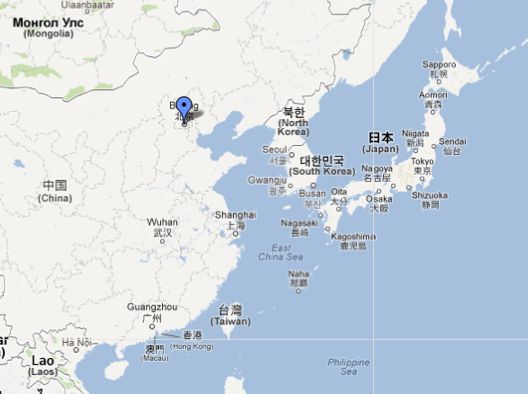 Ulaanbaatar
Монгол Улс
(Mongolia)
Sapporo
札幌
Aomori
青森
북한
(North
Korea)
日本
(Japan)
Niigata
新潟
Sendai
仙台
Seoul
서울
대한민국
(South Korea)
Tokyo
東京
Nagoya
名古屋
中国
(China)
Gwangju
광주
Busan
부산
Oita
大分
Osaka
大阪
Shizuoka
静岡
Wuhan
武汉
Shanghai
上海
Nagasaki
長崎
Kagoshima
鹿児島
East
China Sea
Naha
那覇
Guangzhou
广州
台灣
(Taiwan)
香港
(Hong Kong)
澳門
(Macau)
Hà Nội
Lao
(Laos)
Philippine
Sea